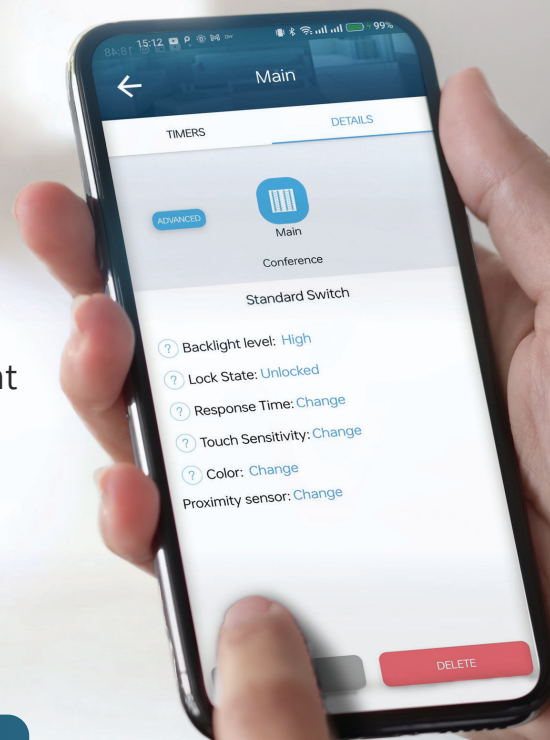 15:12
99%
Main
TIMERS
DETAILS
ADVANCED
Main
Conference
Standard Switch
? Backlight level: High
? Lock State: Unlocked
? Response Time: Change
? Touch Sensitivity: Change
? Color: Change
Proximity sensor: Change
DELETE